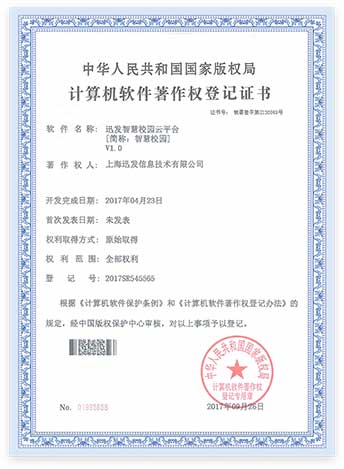 中华人民共和国国家版权局
计算机软件著作权登记证书
证书号：
软件名称： 迅发智慧校园云平台
[简称：智慧校园]
V1.0
著作权人： 上海迅发信息技术有限公司
开发完成日期： 2017年04月23日
首次发表日期： 未发表
权利取得方式： 原始取得
权利范围： 全部权利
登记号： 2017SR545565
根据《计算机软件保护条例》和《计算机软件著作权登记办法》的
规定，经中国版权保护中心审核，对以上事项予以登记。
中华人民共和国国家版权局
计算机软件著作权
登记专用章
No.
2017年09月26日